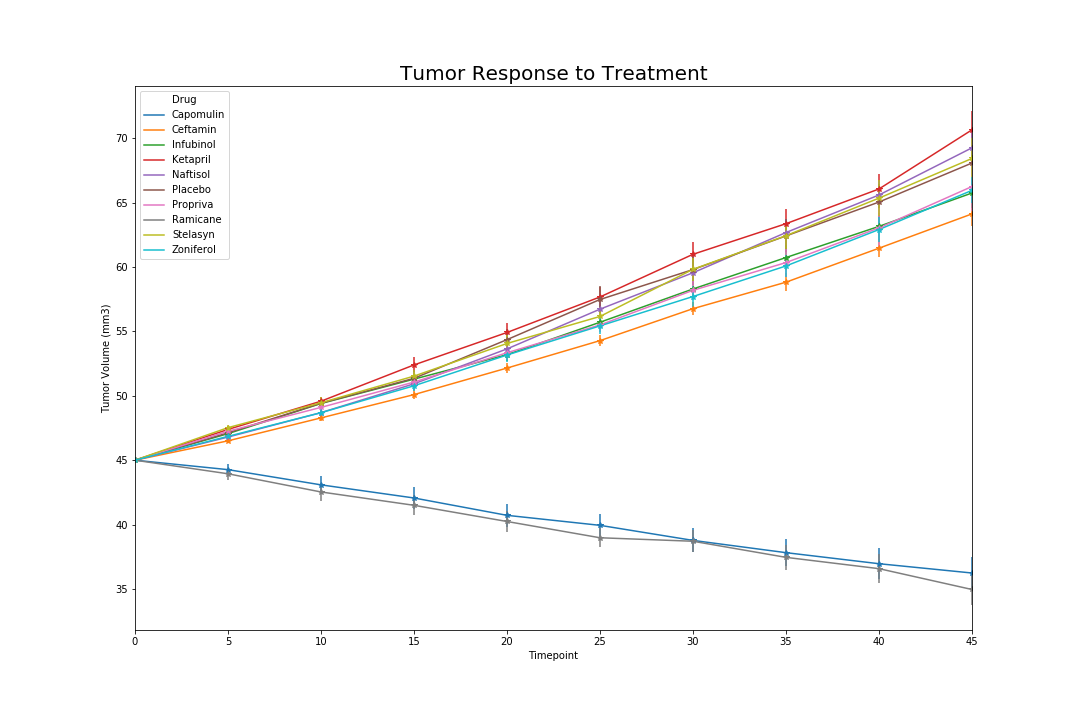 Tumor Response to Treatment
Drug
Capomulin
Ceftamin
Infubinol
Ketapril
Naftisol
Placebo
Propriva
Ramicane
Stelasyn
Zoniferol
Tumor Volume (mm3)
70
65
60
55
50
45
40
35
0 5 10 15 20 25 30 35 40 45
Timepoint